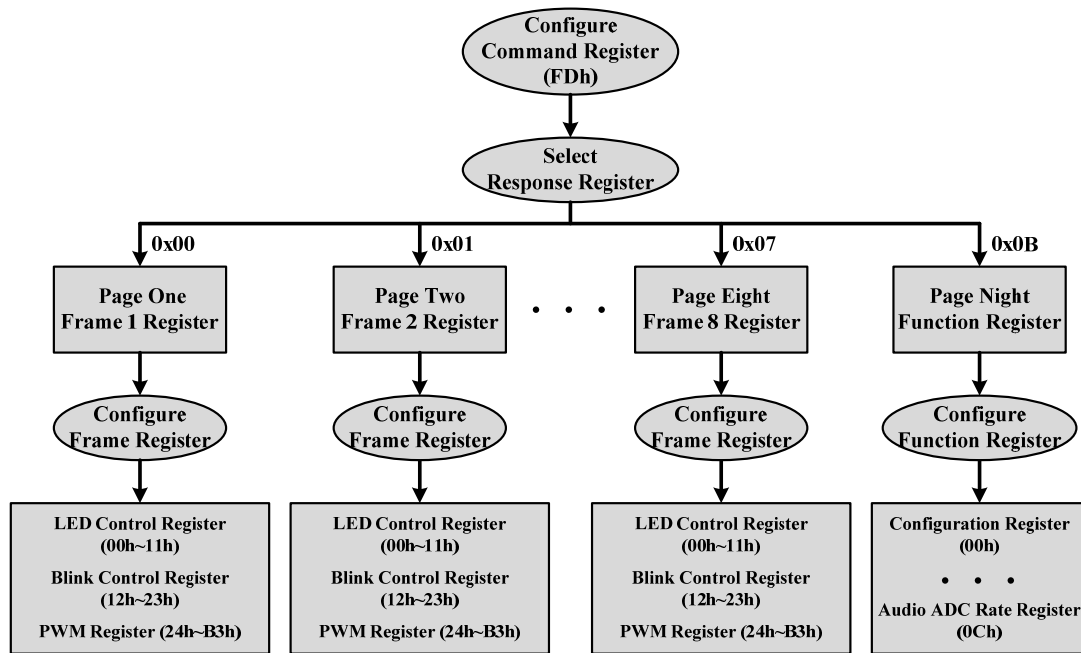 Configure
Command Register
(FDh)
Select
Response Register
0x00
0x01
0x07
0x0B
Page One
Frame 1 Register
Page Two
Frame 2 Register
. . .
Page Eight
Frame 8 Register
Page Night
Function Register
Configure
Frame Register
Configure
Frame Register
Configure
Frame Register
Configure
Function Register
LED Control Register
(00h~11h)
Blink Control Register
(12h~23h)
PWM Register (24h~B3h)
LED Control Register
(00h~11h)
Blink Control Register
(12h~23h)
PWM Register (24h~B3h)
LED Control Register
(00h~11h)
Blink Control Register
(12h~23h)
PWM Register (24h~B3h)
Configuration Register
(00h)
. . .
Audio ADC Rate Register
(0Ch)